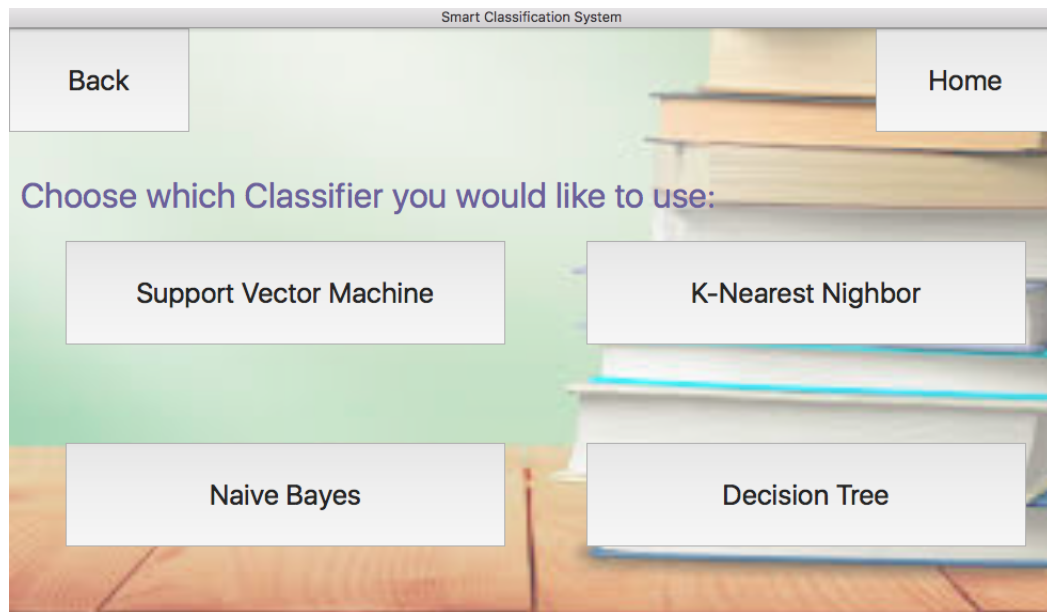 Smart Classification System
Back
Home
Choose which Classifier you would like to use:
Support Vector Machine
K-Nearest Nighbor
Naive Bayes
Decision Tree